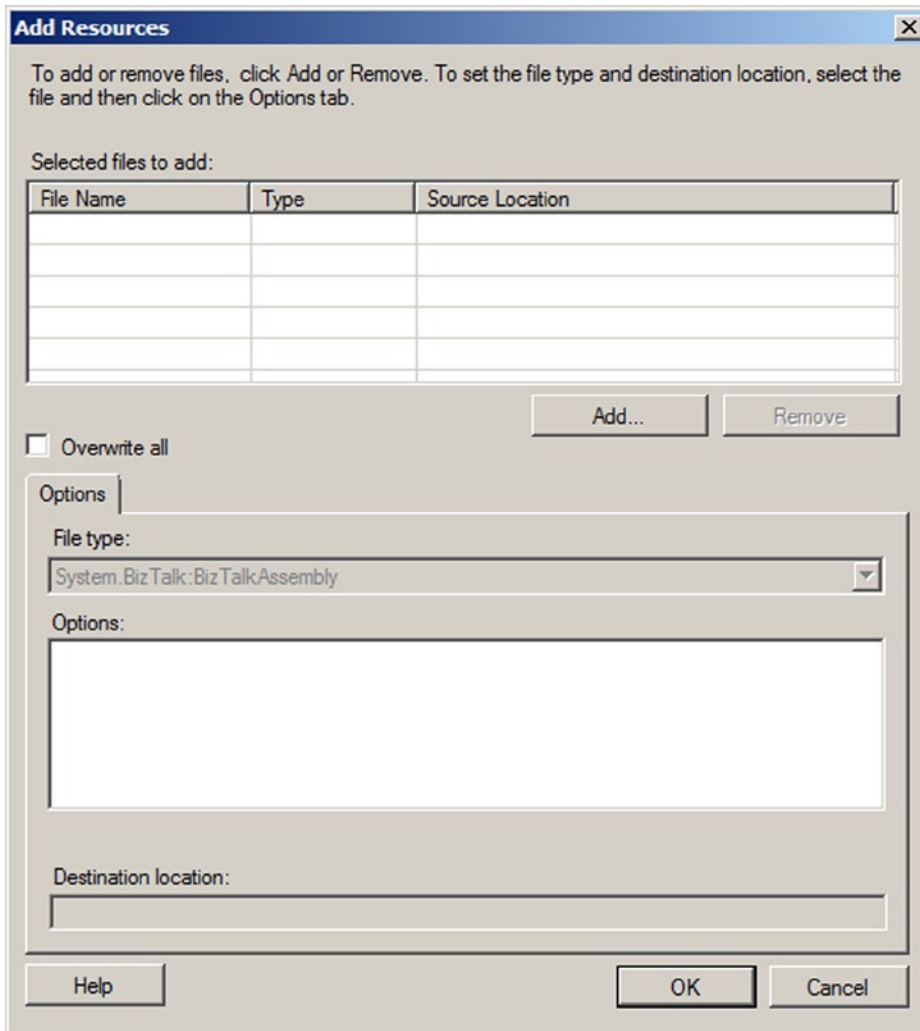 Add Resources
To add or remove files, click Add or Remove. To set the file type and destination location, select the
file and then click on the Options tab.
Selected files to add:
File Name Type Source Location
Add... Remove
Overwrite all
Options
File type:
System.BizTalk:BizTalkAssembly
Options:
Destination location:
Help OK Cancel